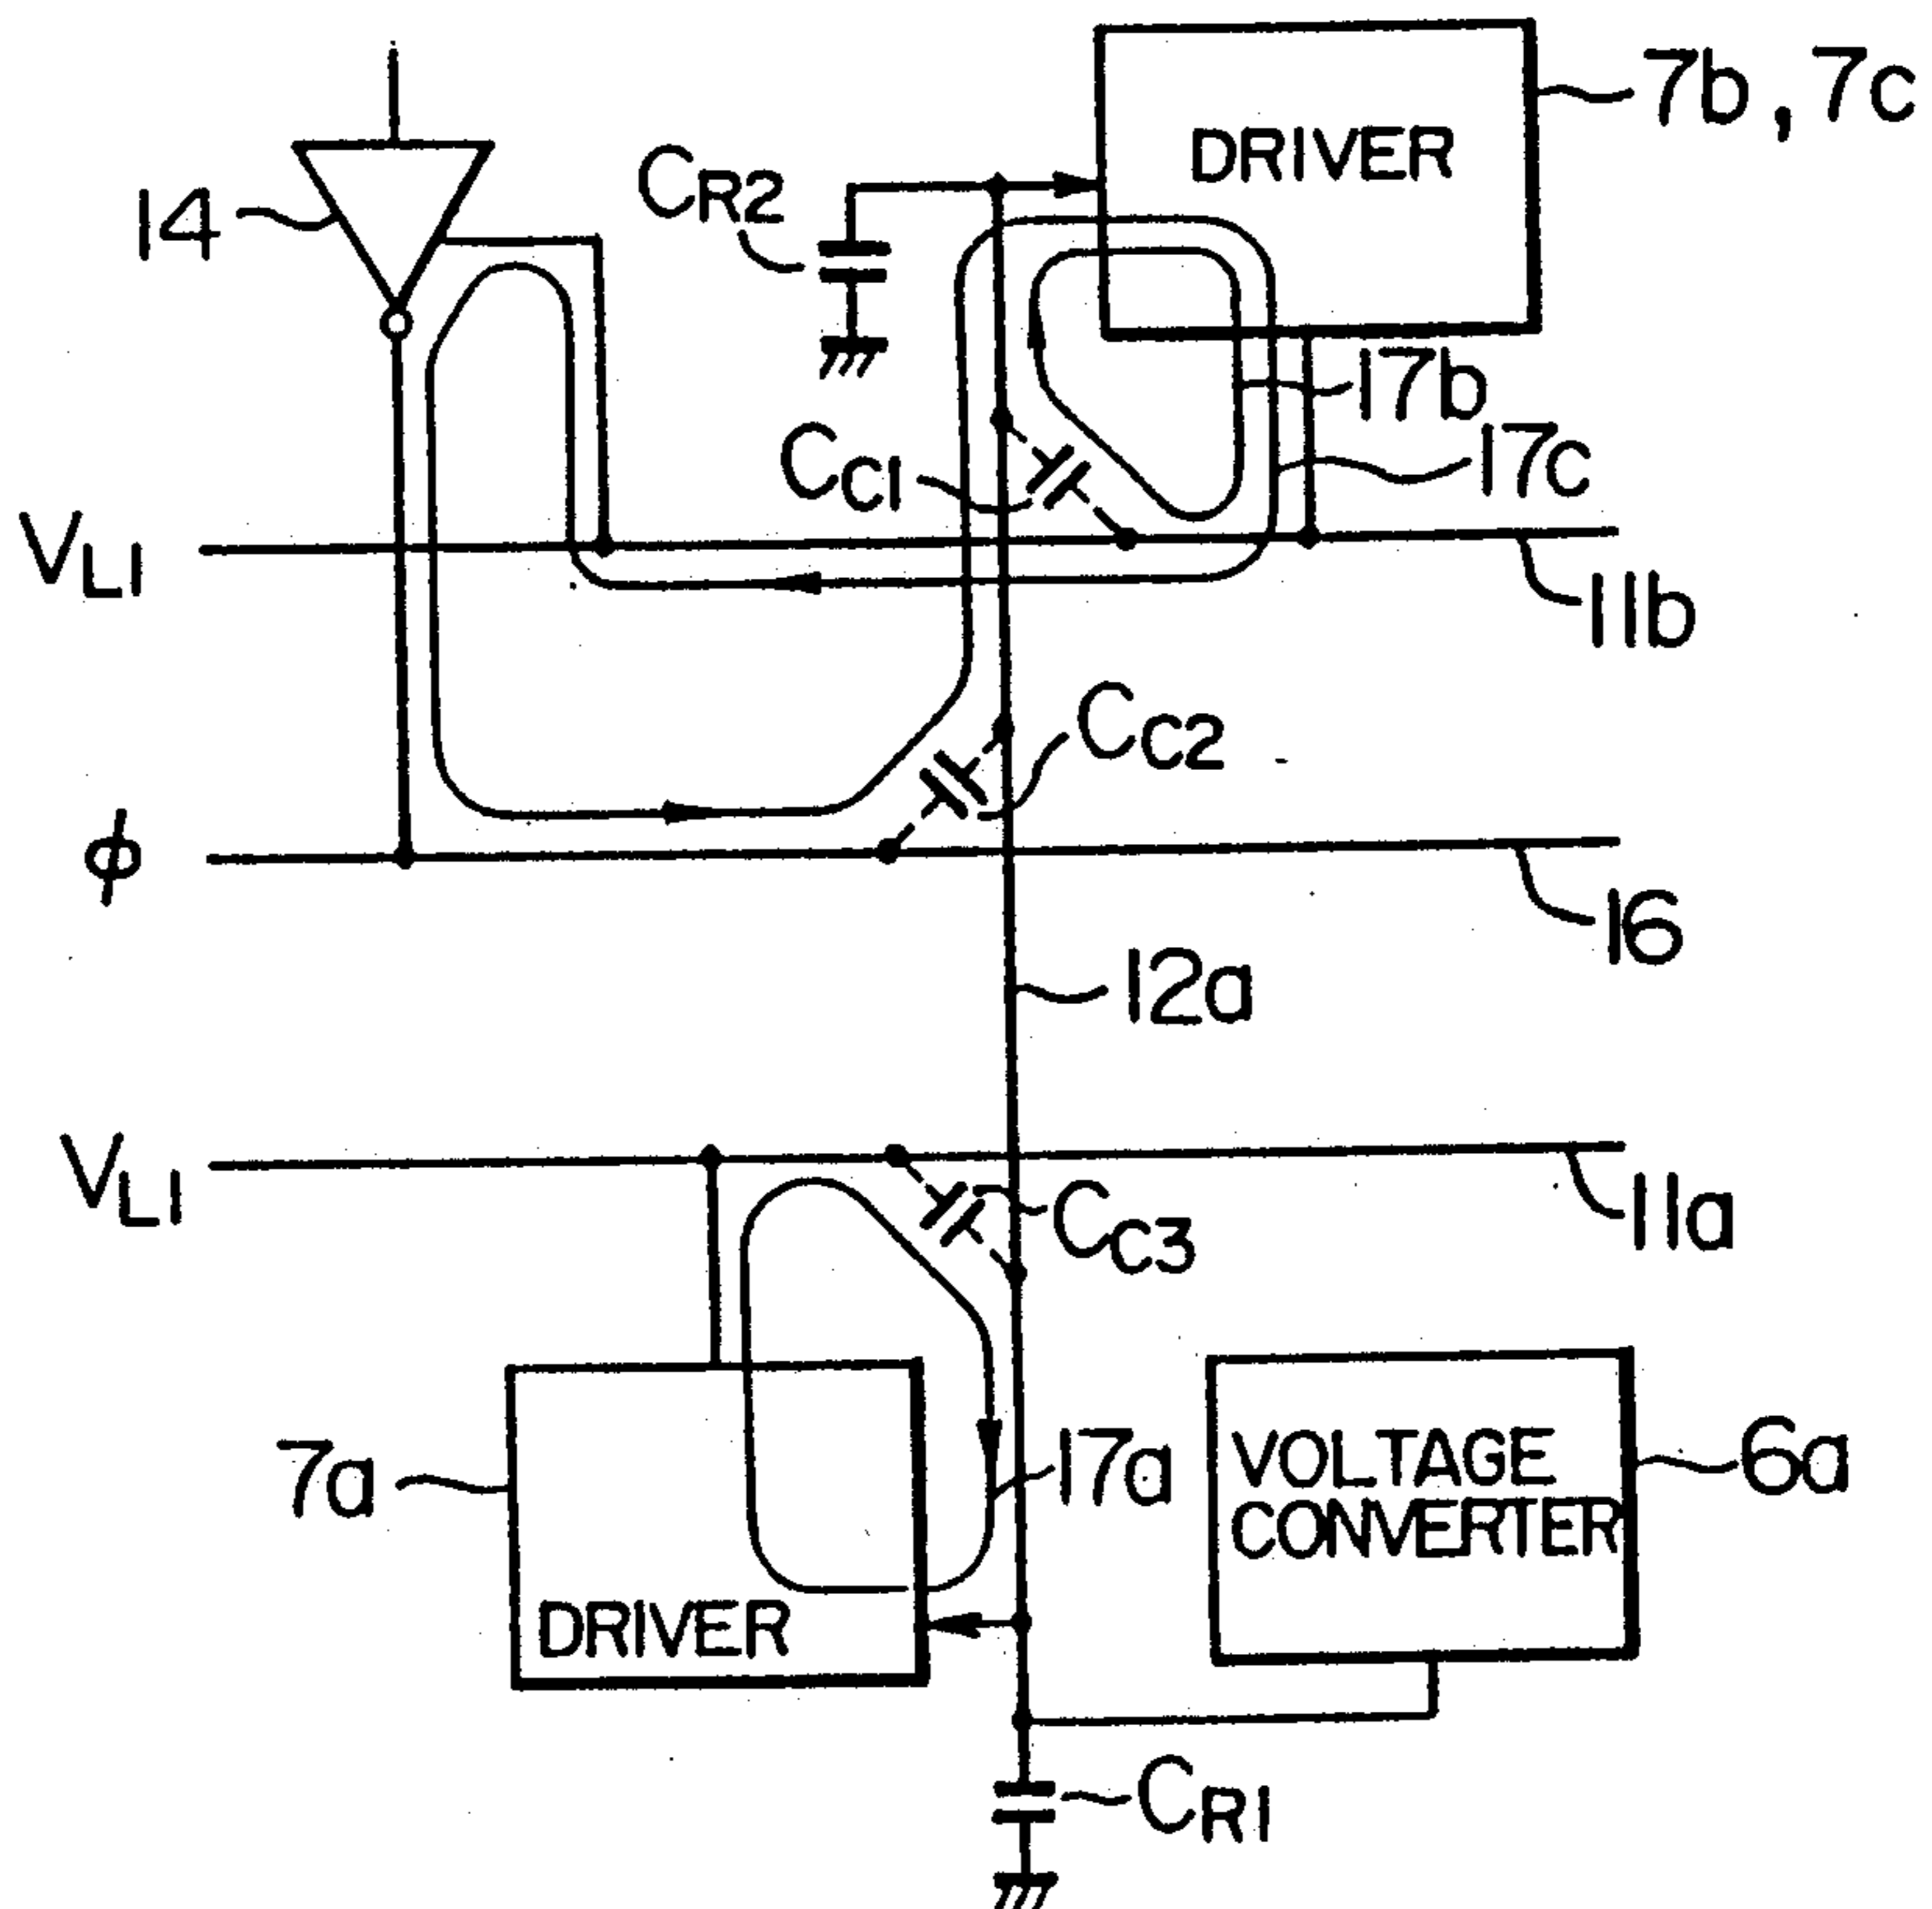 7b, 7c
DRIVER
CR2
14
17b
CC1
17c
VL1
11b
CC2
φ
16
12a
VL1
11a
CC3
7a
17a
VOLTAGE
CONVERTER
6a
DRIVER
CR1